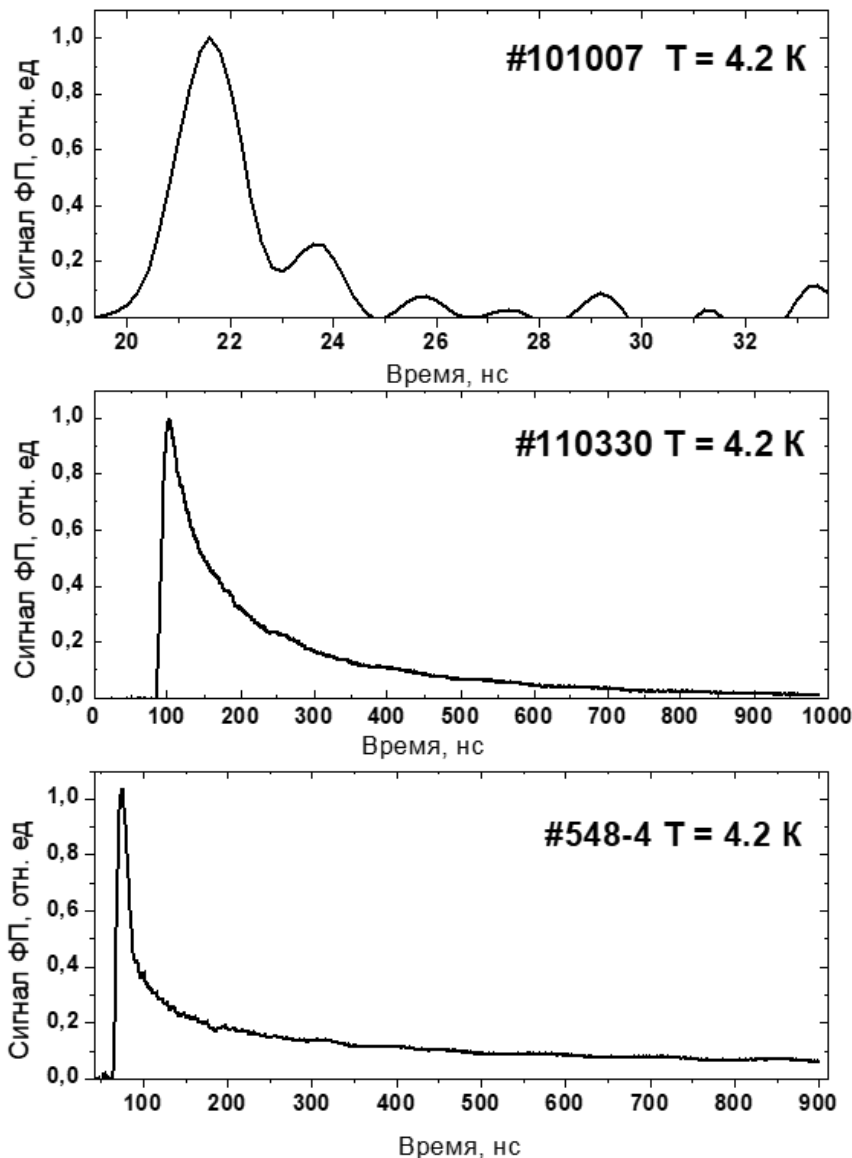 #101007 T = 4.2 К
Сигнал ФП, отн. ед
1,0
0,8
0,6
0,4
0,2
0,0
20 22 24 26 28 30 32
Время, нс
#110330 T = 4.2 К
Сигнал ФП, отн. ед
1,0
0,8
0,6
0,4
0,2
0,0
0 100 200 300 400 500 600 700 800 900 1000
Время, нс
#548-4 T = 4.2 К
Сигнал ФП, отн. ед
1,0
0,8
0,6
0,4
0,2
0,0
100 200 300 400 500 600 700 800 900
Время, нс